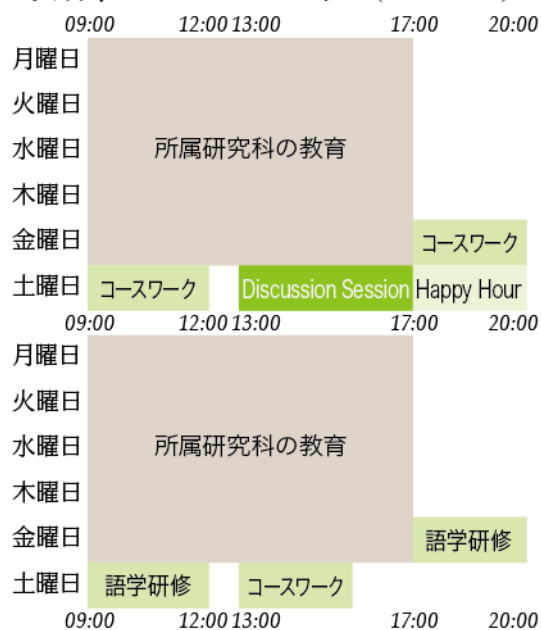 09:00 12:00 13:00 17:00 20:00
月曜日
火曜日
水曜日 所属研究科の教育
木曜日
金曜日 コースワーク
土曜日 コースワーク Discussion Session Happy Hour
09:00 12:00 13:00 17:00 20:00
月曜日
火曜日
水曜日 所属研究科の教育
木曜日
金曜日 語学研修
土曜日 語学研修 コースワーク
09:00 12:00 13:00 17:00 20:00